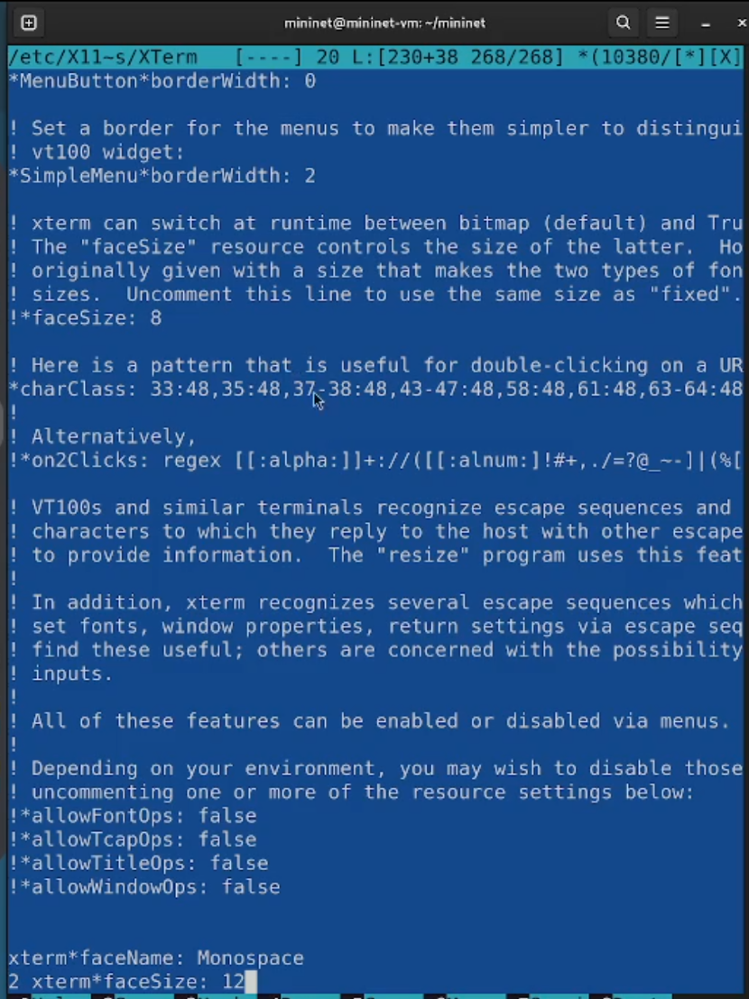 mininet@mininet-vm: ~/mininet
/etc/X11~s/XTerm [----] 20 L:[230+38 268/268] *(10380/[*][X]
*MenuButton*borderWidth: 0
! Set a border for the menus to make them simpler to distingui
! vt100 widget:
*SimpleMenu*borderWidth: 2
! xterm can switch at runtime between bitmap (default) and Tru
! The "faceSize" resource controls the size of the latter. Ho
! originally given with a size that makes the two types of fon
! sizes. Uncomment this line to use the same size as "fixed".
!*faceSize: 8
! Here is a pattern that is useful for double-clicking on a UR
*charClass: 33:48,35:48,37-38:48,43-47:48,58:48,61:48,63-64:48
!
! Alternatively,
!*on2Clicks: regex [[:alpha:]]+://([[:alnum:]!#+,./=?@_~-]|(%[
! VT100s and similar terminals recognize escape sequences and
! characters to which they reply to the host with other escape
! to provide information. The "resize" program uses this feat
!
! In addition, xterm recognizes several escape sequences which
! set fonts, window properties, return settings via escape seq
! find these useful; others are concerned with the possibility
! inputs.
!
! All of these features can be enabled or disabled via menus.
!
! Depending on your environment, you may wish to disable those
! uncommenting one or more of the resource settings below:
!*allowFontOps: false
!*allowTcapOps: false
!*allowTitleOps: false
!*allowWindowOps: false
xterm*faceName: Monospace
2 xterm*faceSize: 12